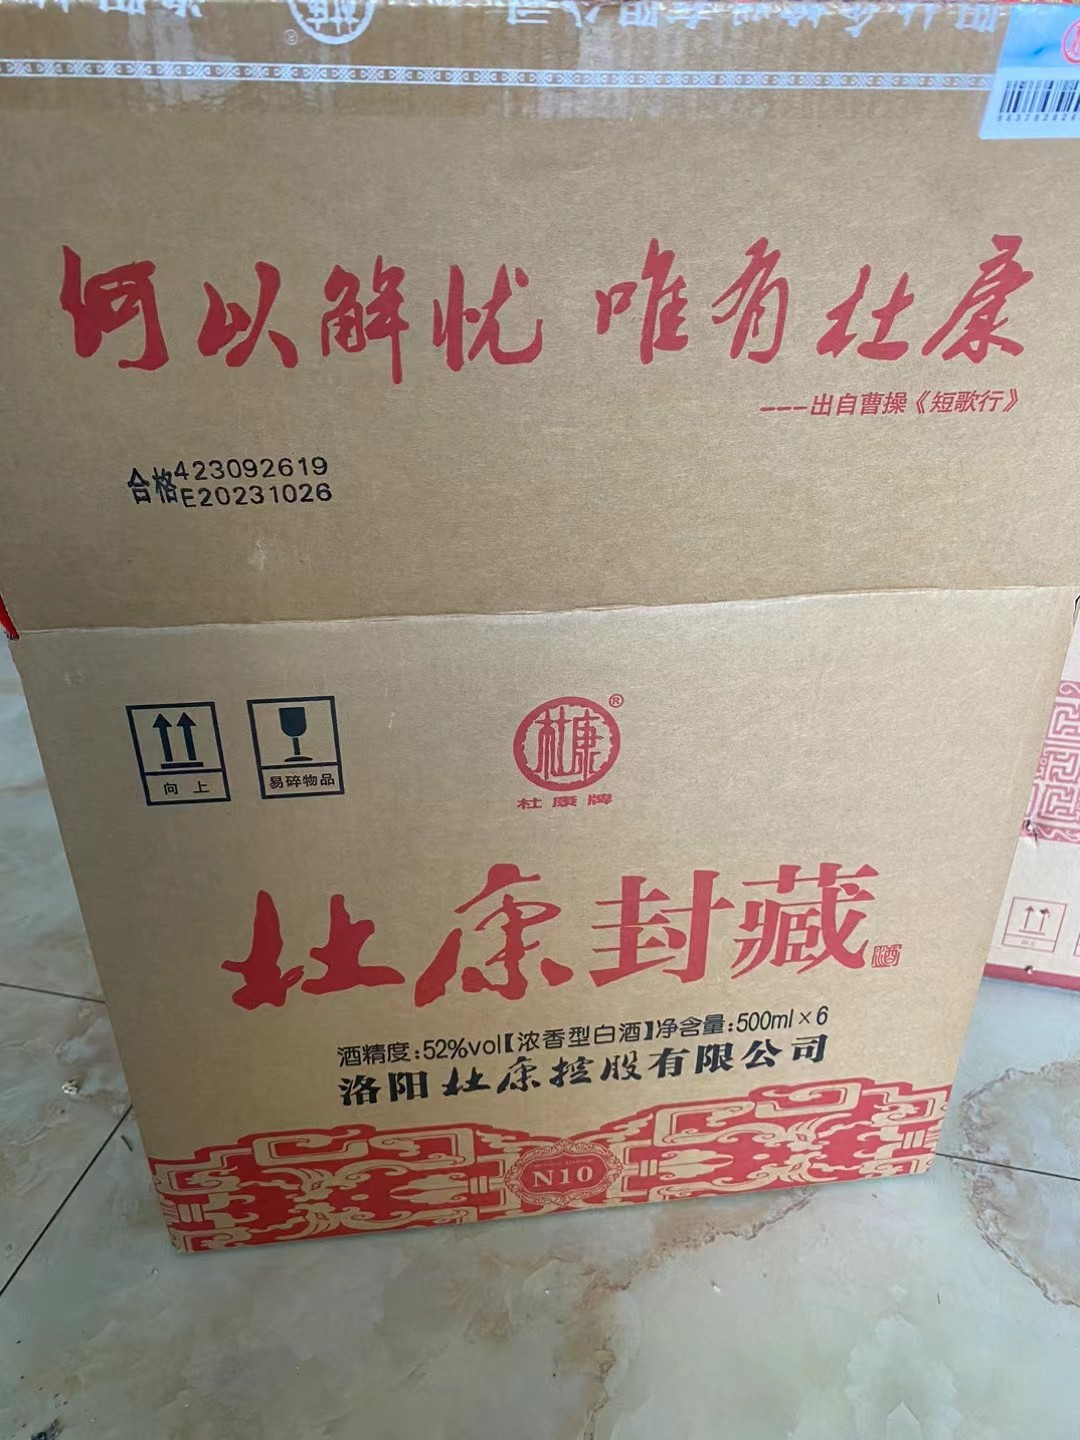 何以解忧 唯有杜康
---出自曹操《短歌行》
合格423092619
E20231026
向上
易碎物品
杜康
®
杜康牌
杜康封藏
酒
酒精度:52%vol【浓香型白酒】净含量:500ml×6
洛阳杜康控股有限公司
N10